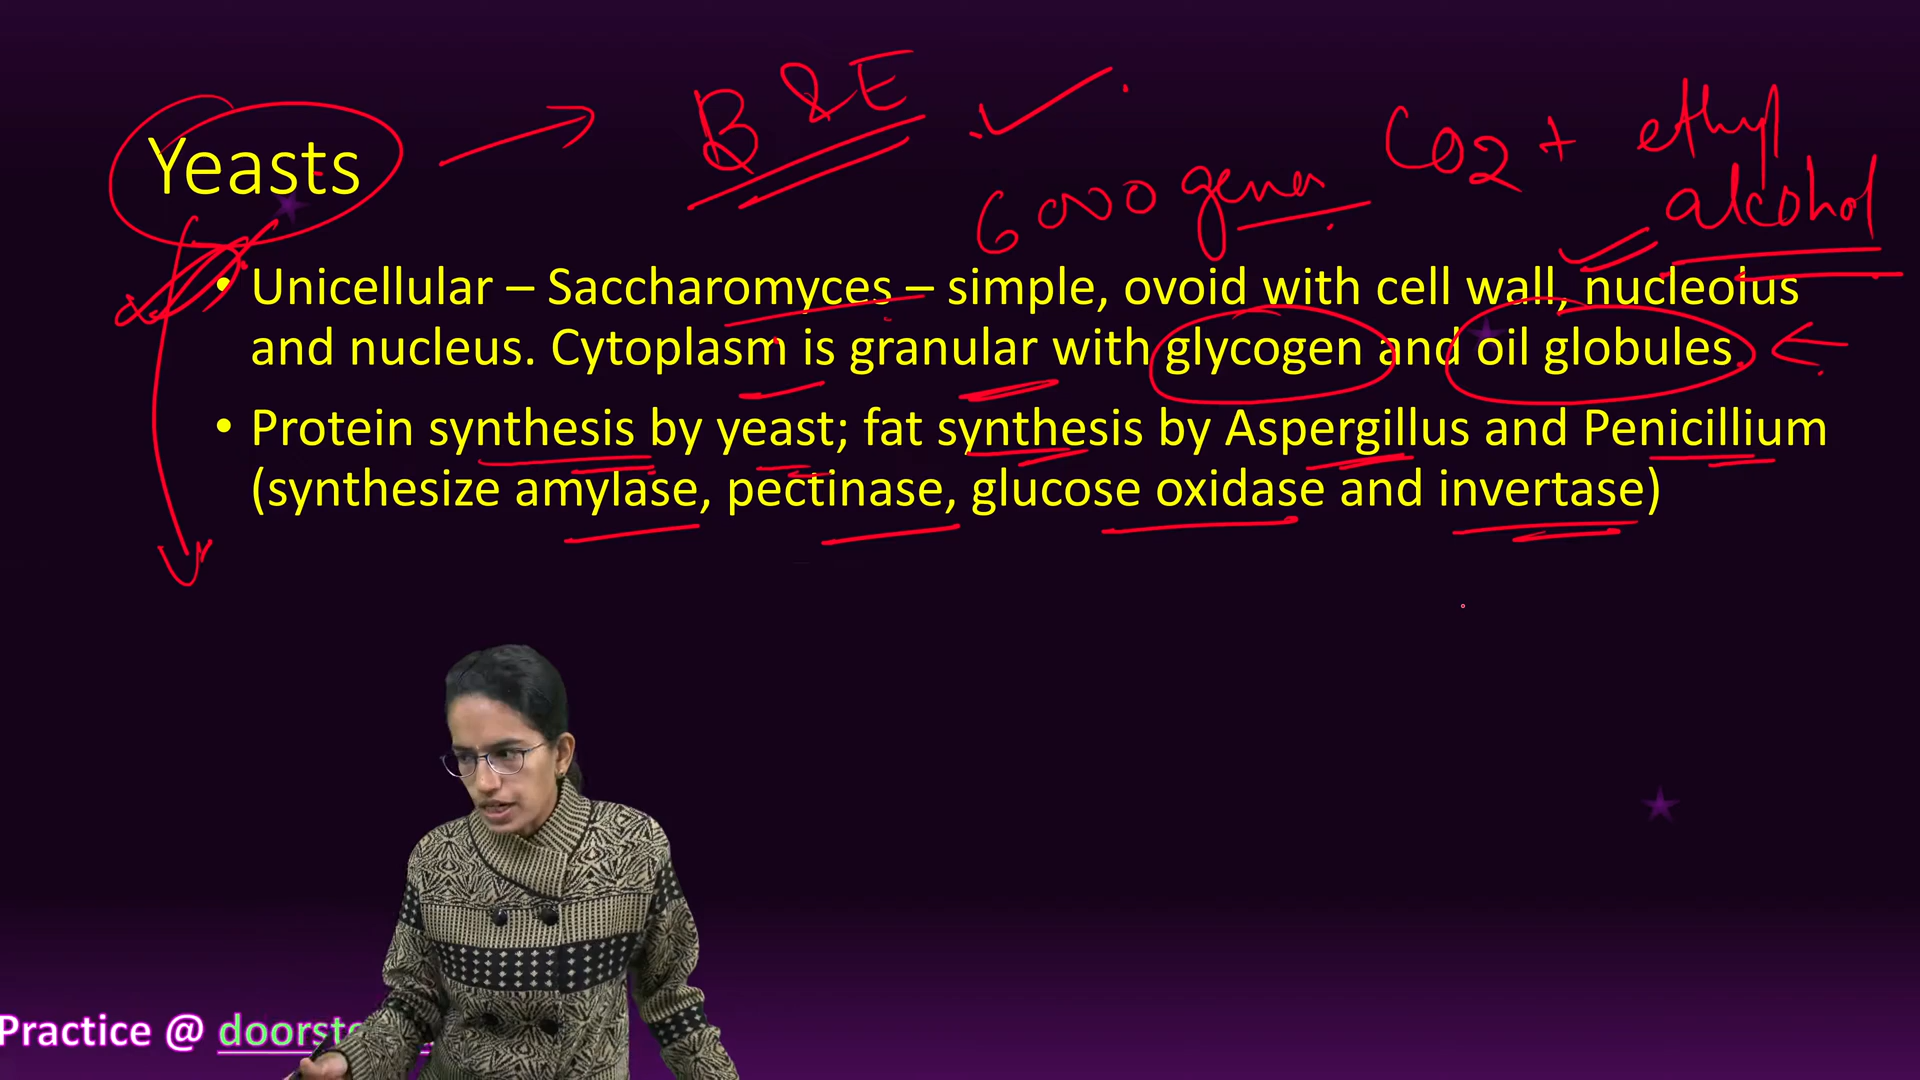 B & E
CO2 + ethyl
alcohol
Yeasts
6000 genes
• Unicellular – Saccharomyces – simple, ovoid with cell wall, nucleolus
and nucleus. Cytoplasm is granular with glycogen and oil globules.
• Protein synthesis by yeast; fat synthesis by Aspergillus and Penicillium
(synthesize amylase, pectinase, glucose oxidase and invertase)
Practice @ doorste